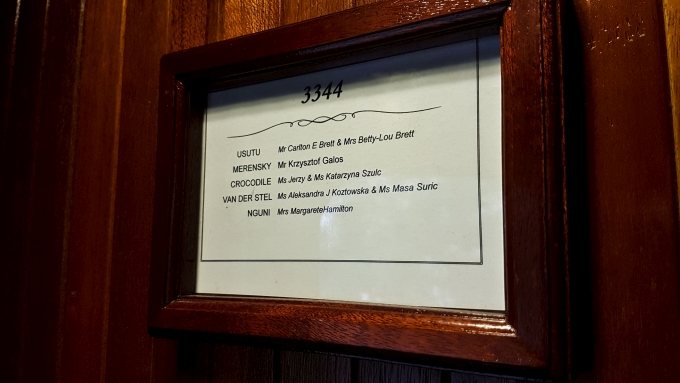 3344
USUTU Mr Carlton E Brett & Mrs Betty-Lou Brett
MERENSKY Mr Krzysztof Galos
CROCODILE Ms Jerzy & Ms Katarzyna Szulc
VAN DER STEL Ms Aleksandra J Koztowska & Ms Masa Suric
NGUNI Mrs MargareteHamilton